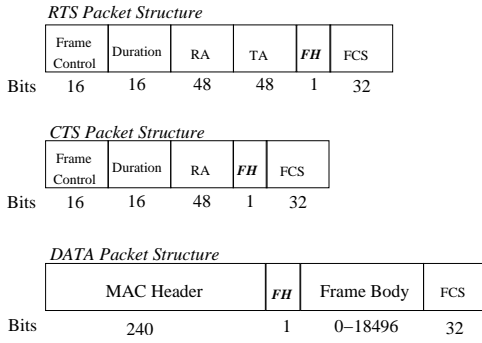 RTS Packet Structure
Frame Control Duration RA TA FH FCS
Bits 16 16 48 48 1 32
CTS Packet Structure
Frame Control Duration RA FH FCS
Bits 16 16 48 1 32
DATA Packet Structure
MAC Header FH Frame Body FCS
Bits 240 1 0–18496 32